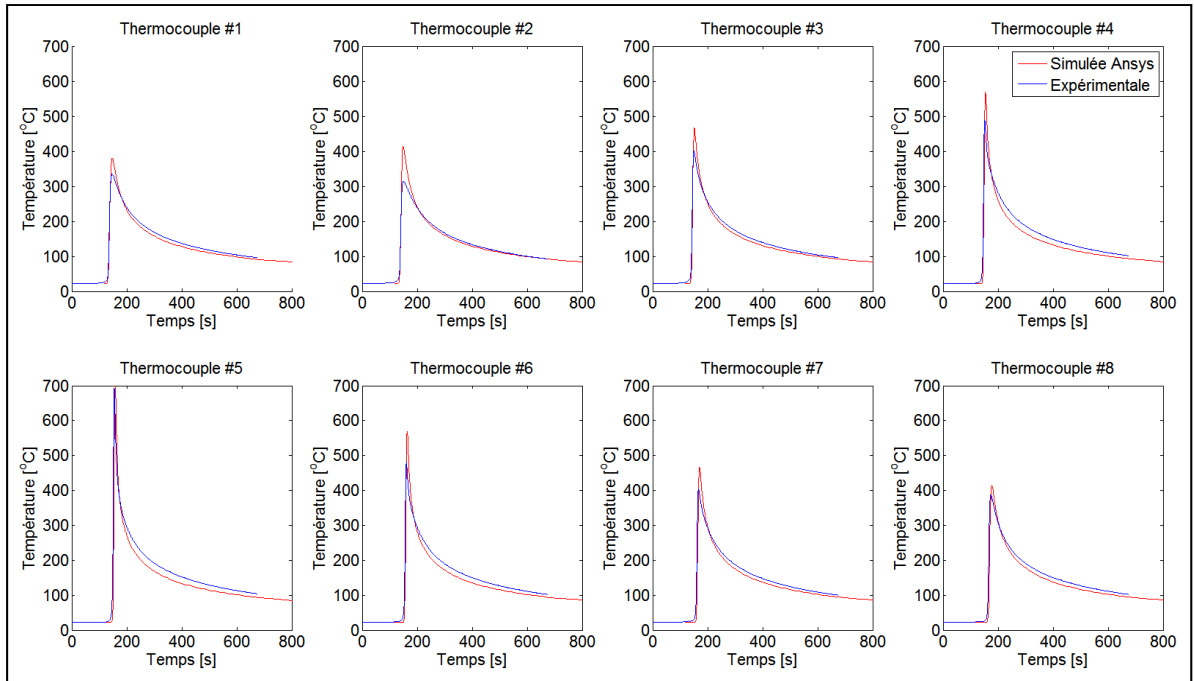 Thermocouple #1
Température [°C]
700
600
500
400
300
200
100
0
0 200 400 600 800
Temps [s]
Thermocouple #2
Température [°C]
700
600
500
400
300
200
100
0
0 200 400 600 800
Temps [s]
Thermocouple #3
Température [°C]
700
600
500
400
300
200
100
0
0 200 400 600 800
Temps [s]
Thermocouple #4
Simulée Ansys
Expérimentale
Température [°C]
700
600
500
400
300
200
100
0
0 200 400 600 800
Temps [s]
Thermocouple #5
Température [°C]
700
600
500
400
300
200
100
0
0 200 400 600 800
Temps [s]
Thermocouple #6
Température [°C]
700
600
500
400
300
200
100
0
0 200 400 600 800
Temps [s]
Thermocouple #7
Température [°C]
700
600
500
400
300
200
100
0
0 200 400 600 800
Temps [s]
Thermocouple #8
Température [°C]
700
600
500
400
300
200
100
0
0 200 400 600 800
Temps [s]